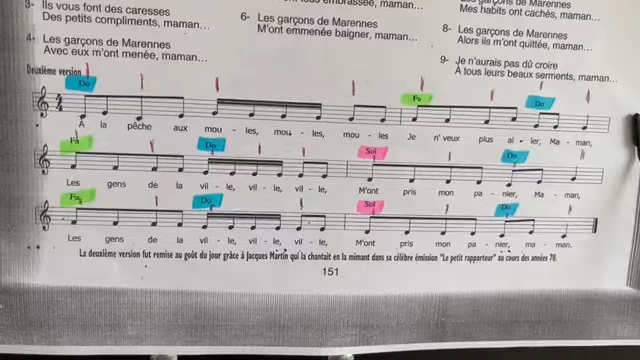 3- Ils vous font des caresses
Des petits compliments, maman...
4- Les garçons de Marennes
Avec eux m'ont menée, maman...
embrassée, maman...
6- Les garçons de Marennes
M'ont emmenée baigner, maman...
garçons de Marennes
Mes habits ont cachés, maman...
8- Les garçons de Marennes
Alors ils m'ont quittée, maman...
9- Je n'aurais pas dû croire
À tous leurs beaux serments, maman...
Deuxième version
Do Fa Do
À la pêche aux mou - les, mou - les, mou - les Je n' veux plus al - ler, Ma - man,
Fa Do Sol Do
Les gens de la vil - le, vil - le, vil - le, M'ont pris mon pa - nier, Ma - man,
Fa Do Sol Do
Les gens de la vil - le, vil - le, vil - le, M'ont pris mon pa - nier, ma - man.
La deuxième version fut remise au goût du jour grâce à Jacques Martin qui la chantait en la mimant dans sa célèbre émission "Le petit rapporteur" au cours des années 70.
151